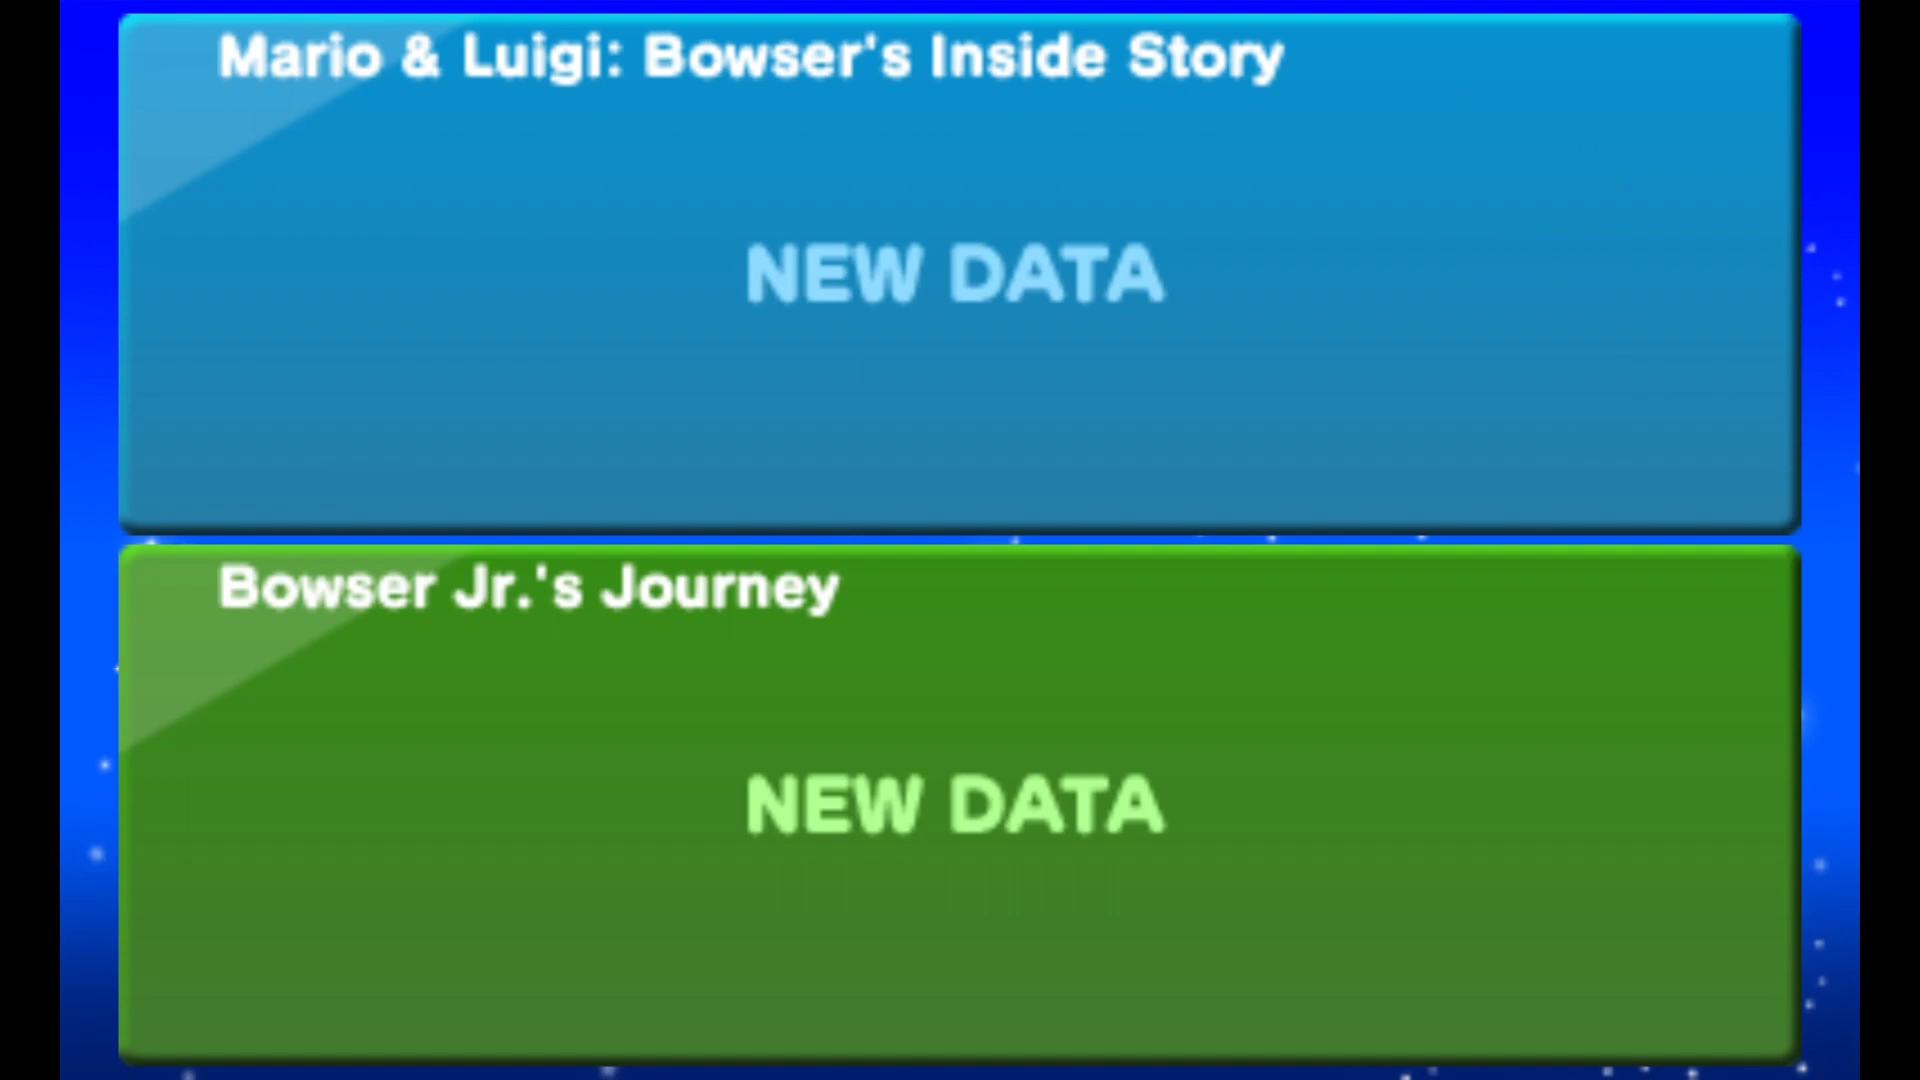 Mario & Luigi: Bowser's Inside Story
NEW DATA
Bowser Jr.'s Journey
NEW DATA